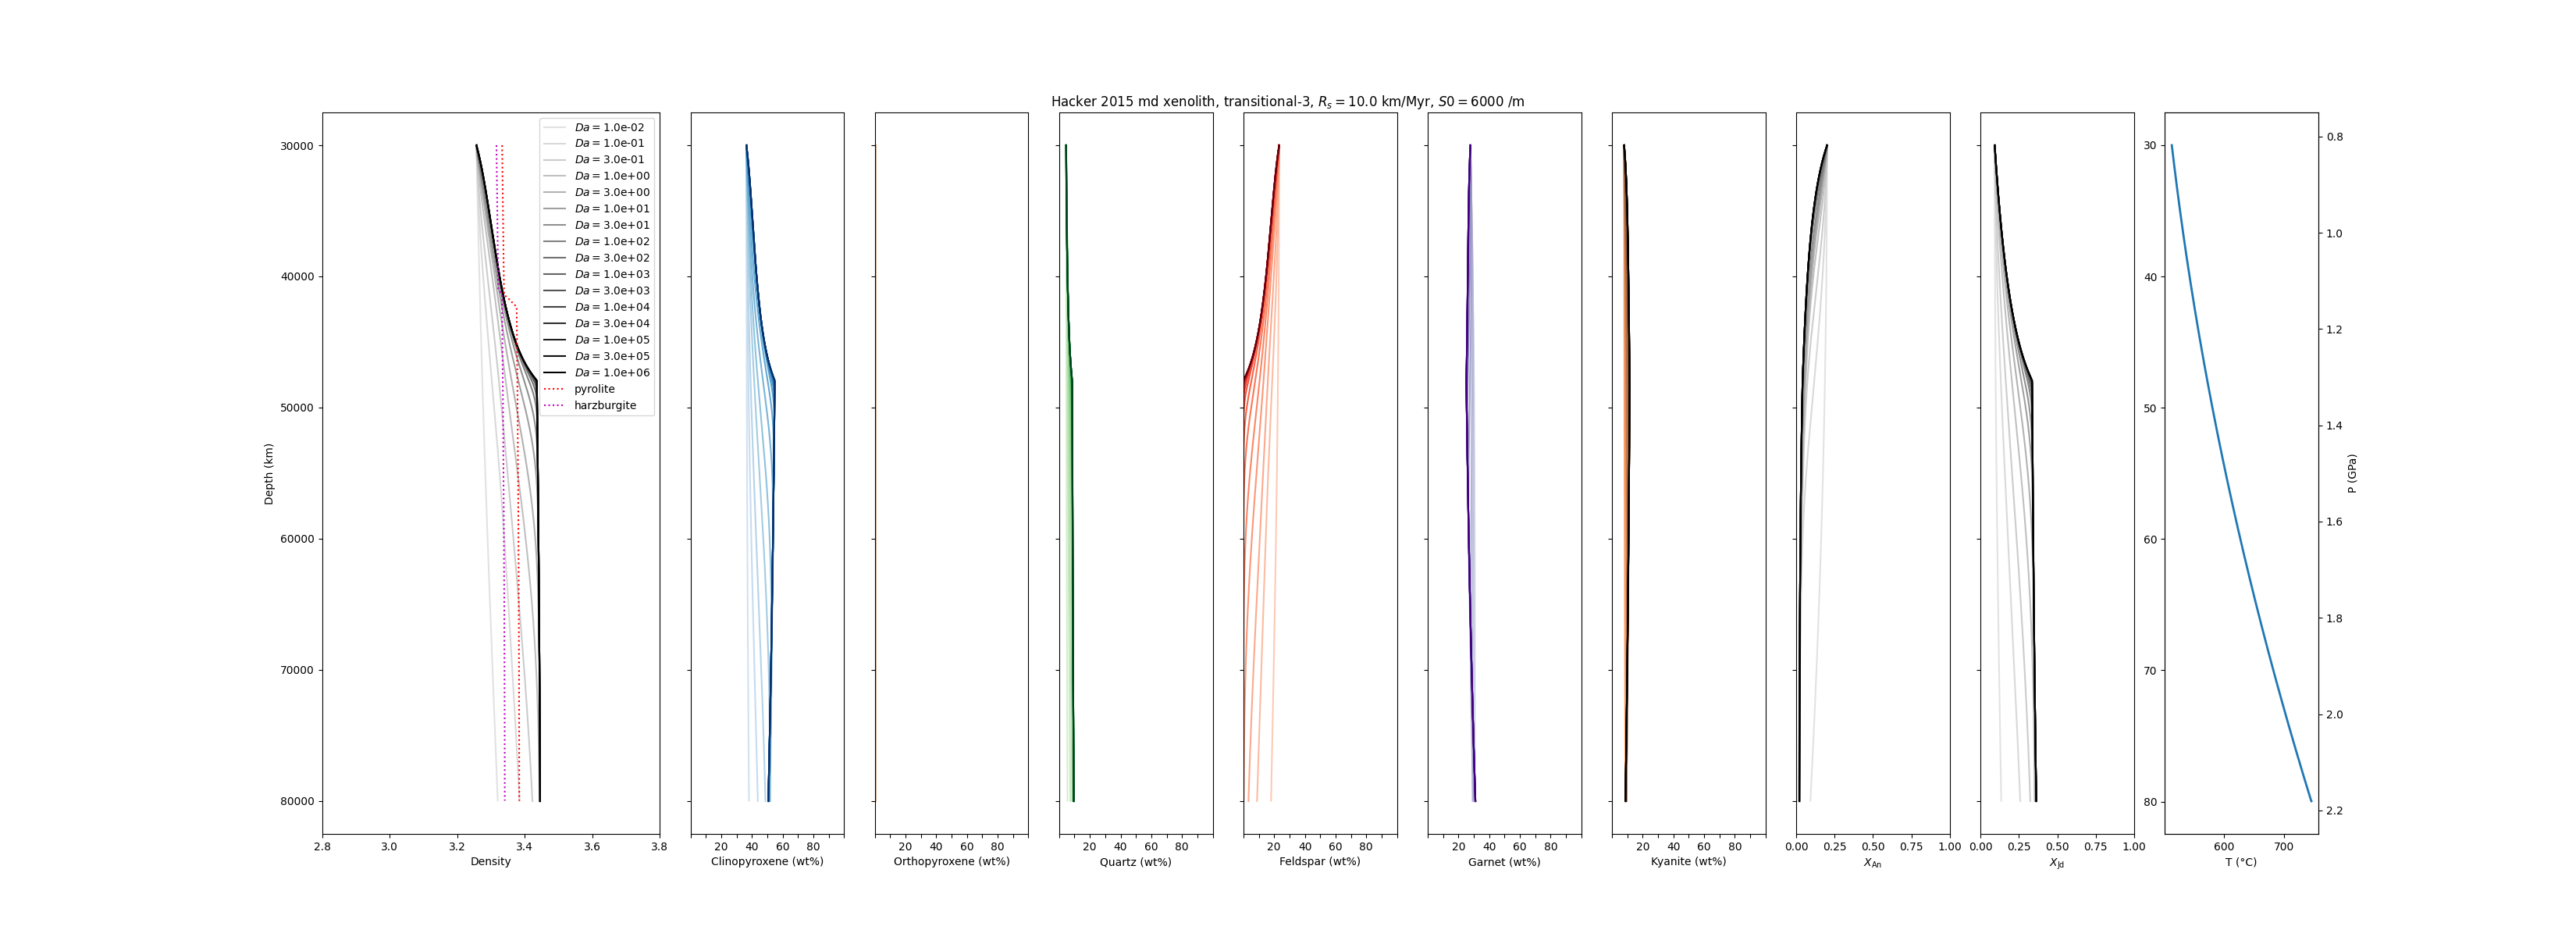 Hacker 2015 md xenolith, transitional-3, Rs = 10.0 km/Myr, S0 = 6000 /m
Da = 1.0e-02
Da = 1.0e-01
Da = 3.0e-01
Da = 1.0e+00
Da = 3.0e+00
Da = 1.0e+01
Da = 3.0e+01
Da = 1.0e+02
Da = 3.0e+02
Da = 1.0e+03
Da = 3.0e+03
Da = 1.0e+04
Da = 3.0e+04
Da = 1.0e+05
Da = 3.0e+05
Da = 1.0e+06
pyrolite
harzburgite
Depth (km)
30000
40000
50000
60000
70000
80000
2.8 3.0 3.2 3.4 3.6 3.8
Density
20 40 60 80
Clinopyroxene (wt%)
20 40 60 80
Orthopyroxene (wt%)
20 40 60 80
Quartz (wt%)
20 40 60 80
Feldspar (wt%)
20 40 60 80
Garnet (wt%)
20 40 60 80
Kyanite (wt%)
0.00 0.25 0.50 0.75 1.00
XAn
0.00 0.25 0.50 0.75 1.00
XJd
30
40
50
60
70
80
600 700
T (°C)
0.8
1.0
1.2
1.4
1.6
1.8
2.0
2.2
P (GPa)